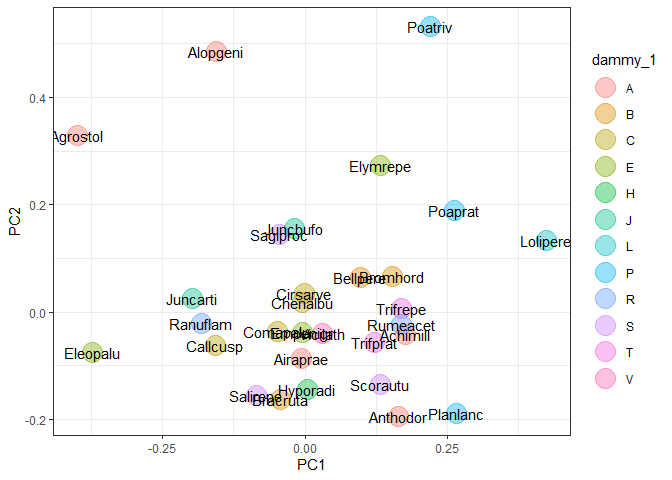 Poatriv
Alopgeni
dammy_1
A
0.4
B
Agrostol
C
Elymrepe
E
H
0.2
Poaprat
J
Juncbufo
Sagiproc
Lolipere
L
PC2
P
Bellpere
Bromhord
Cirsarve
Juncarti
Chenalbu
R
Trifrepe
0.0
Ranuflam
Rumeacet
S
Comapalu
Achimill
Callcusp
Trifprat
T
Eleopalu
Airaprae
V
Scorautu
Hyporadi
Salirepe
Bracruta
Anthodor
Planlanc
-0.2
-0.25
0.00
0.25
PC1